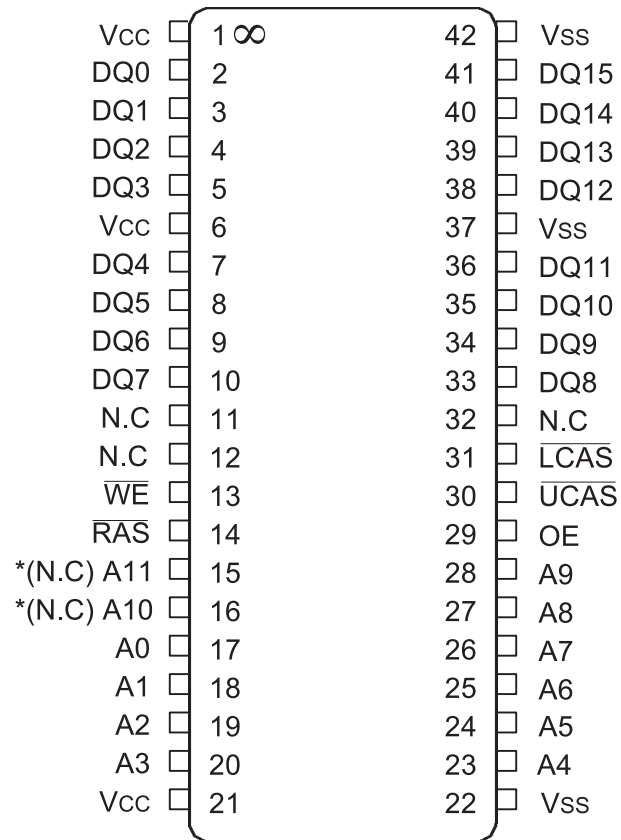 Vcc 1 ∞ 42 Vss
DQ0 2 41 DQ15
DQ1 3 40 DQ14
DQ2 4 39 DQ13
DQ3 5 38 DQ12
Vcc 6 37 Vss
DQ4 7 36 DQ11
DQ5 8 35 DQ10
DQ6 9 34 DQ9
DQ7 10 33 DQ8
N.C 11 32 N.C
N.C 12 31 L̅C̅A̅S̅
W̅E̅ 13 30 U̅C̅A̅S̅
R̅A̅S̅ 14 29 OE
*(N.C) A11 15 28 A9
*(N.C) A10 16 27 A8
A0 17 26 A7
A1 18 25 A6
A2 19 24 A5
A3 20 23 A4
Vcc 21 22 Vss